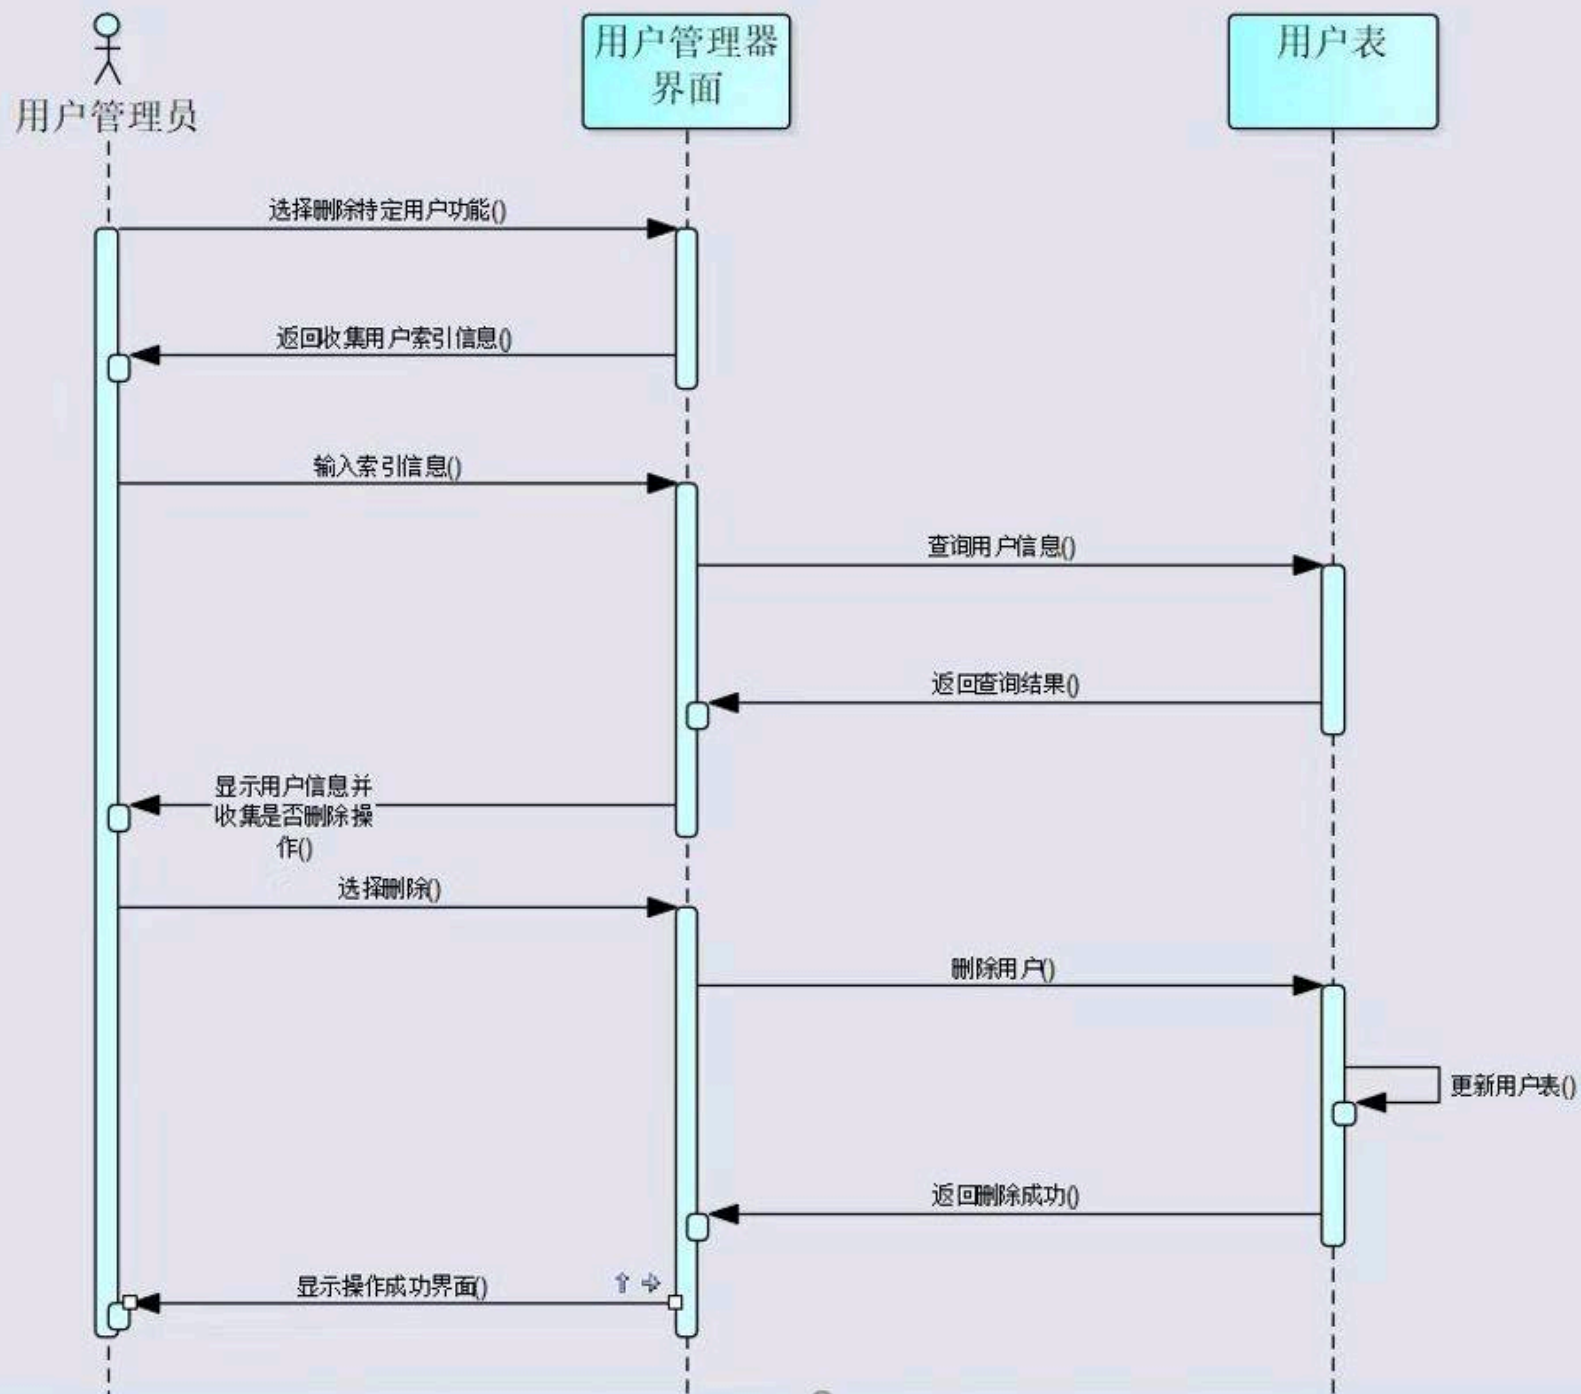 用户管理员
用户管理器
界面
用户表
选择删除特定用户功能()
返回收集用户索引信息()
输入索引信息()
查询用户信息()
返回查询结果()
显示用户信息并
收集是否删除操
作()
选择删除()
删除用户()
更新用户表()
返回删除成功()
显示操作成功界面()